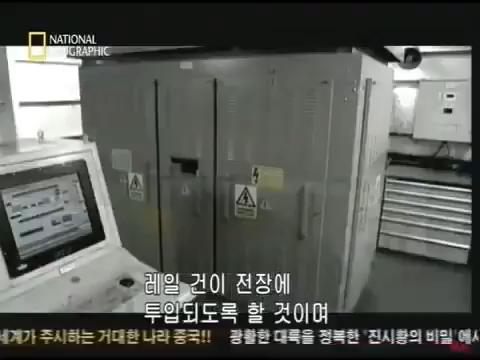 NATIONAL
GEOGRAPHIC
레일 건이 전장에
투입되도록 할 것이며
세계가 주시하는 거대한 나라 중국!! 광활한 대륙을 정복한 '진시황의 비밀'에서